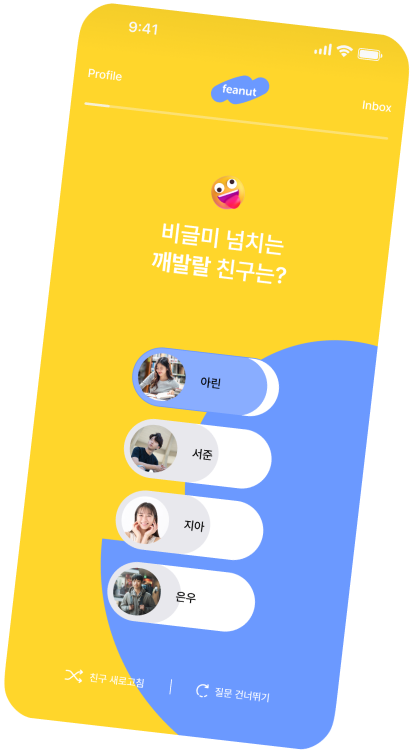 9:41
Profile
feanut
Inbox
비글미 넘치는
깨발랄 친구는?
아린
서준
지아
은우
친구 새로고침
질문 건너뛰기